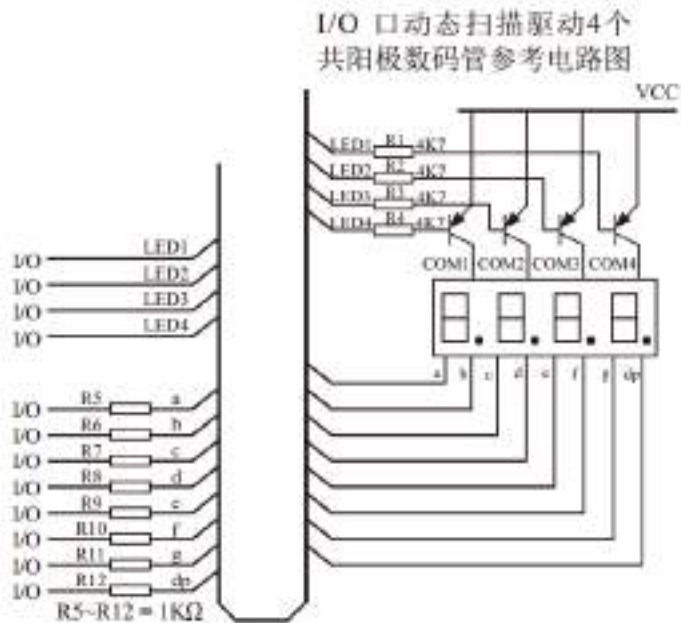 I/O 口动态扫描驱动4个
共阳极数码管参考电路图
VCC
LED1 R1 4K7
LED2 R2 4K7
LED3 R3 4K7
LED4 R4 4K7
COM1 COM2 COM3 COM4
I/O LED1
I/O LED2
I/O LED3
I/O LED4
a b c d e f g dp
I/O R5 a
I/O R6 b
I/O R7 c
I/O R8 d
I/O R9 e
I/O R10 f
I/O R11 g
I/O R12 dp
R5~R12 = 1KΩ